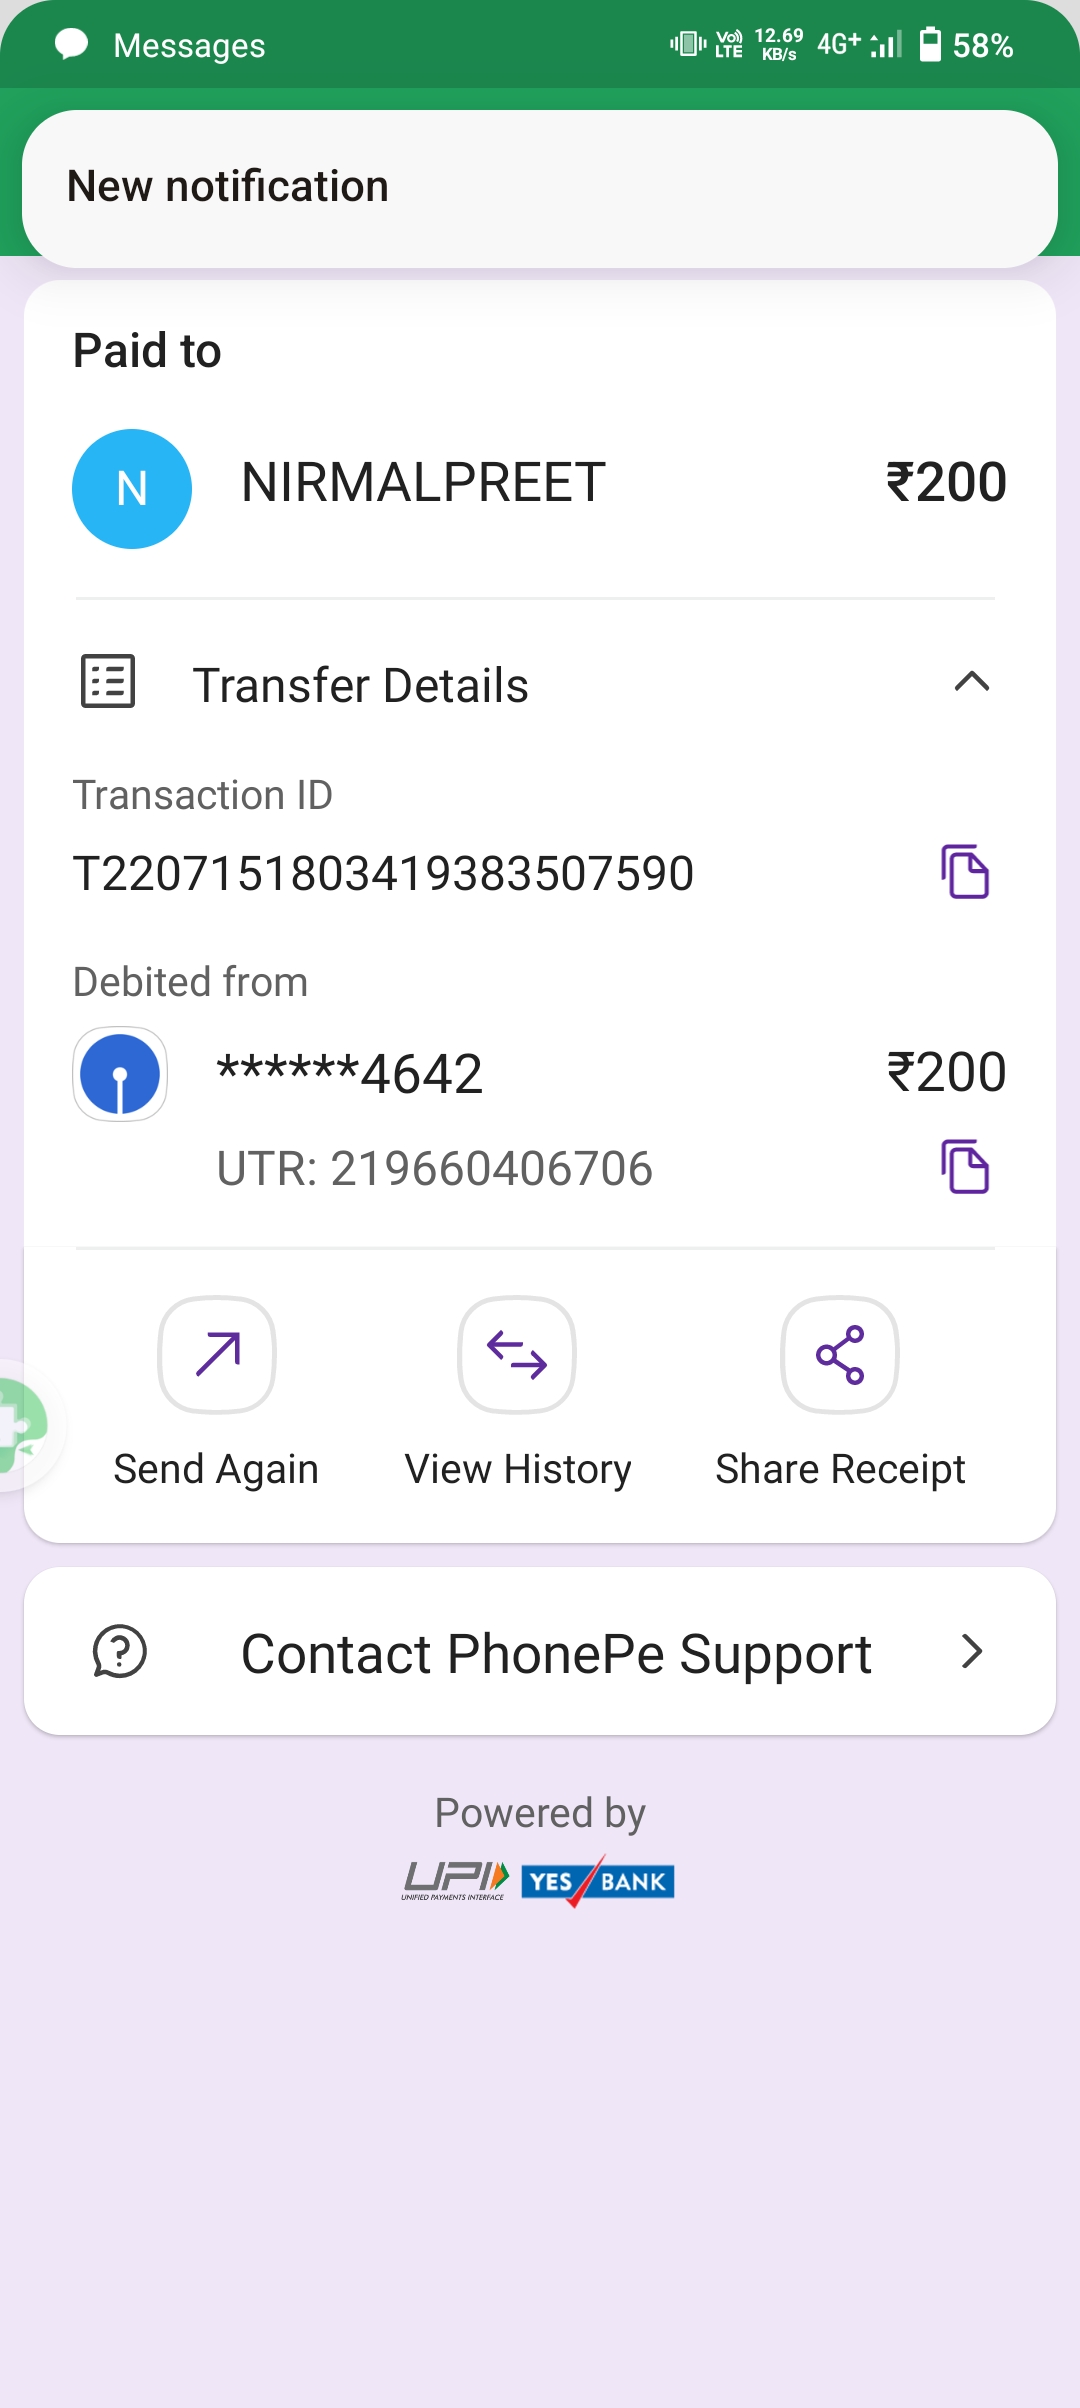 Messages
Vo)) LTE 12.69 KB/s 4G+ 58%
New notification
Paid to
N NIRMALPREET ₹200
Transfer Details
Transaction ID
T2207151803419383507590
Debited from
******4642 ₹200
UTR: 219660406706
Send Again View History Share Receipt
Contact PhonePe Support
Powered by
UPI YES BANK
UNIFIED PAYMENTS INTERFACE